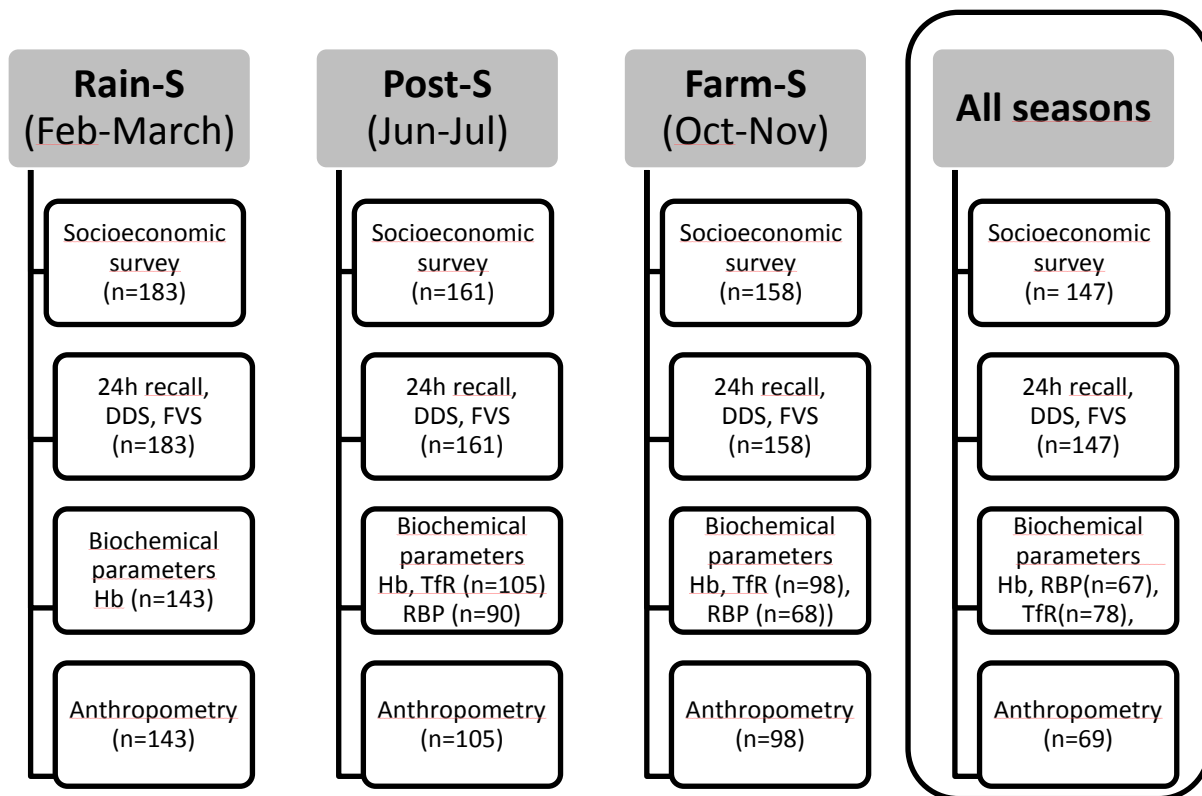 Rain-S
(Feb-March)
Socioeconomic
survey
(n=183)
24h recall,
DDS, FVS
(n=183)
Biochemical
parameters
Hb (n=143)
Anthropometry
(n=143)
Post-S
(Jun-Jul)
Socioeconomic
survey
(n=161)
24h recall,
DDS, FVS
(n=161)
Biochemical
parameters
Hb, TfR (n=105)
RBP (n=90)
Anthropometry
(n=105)
Farm-S
(Oct-Nov)
Socioeconomic
survey
(n=158)
24h recall,
DDS, FVS
(n=158)
Biochemical
parameters
Hb, TfR (n=98),
RBP (n=68))
Anthropometry
(n=98)
All seasons
Socioeconomic
survey
(n= 147)
24h recall,
DDS, FVS
(n=147)
Biochemical
parameters
Hb, RBP(n=67),
TfR(n=78),
Anthropometry
(n=69)